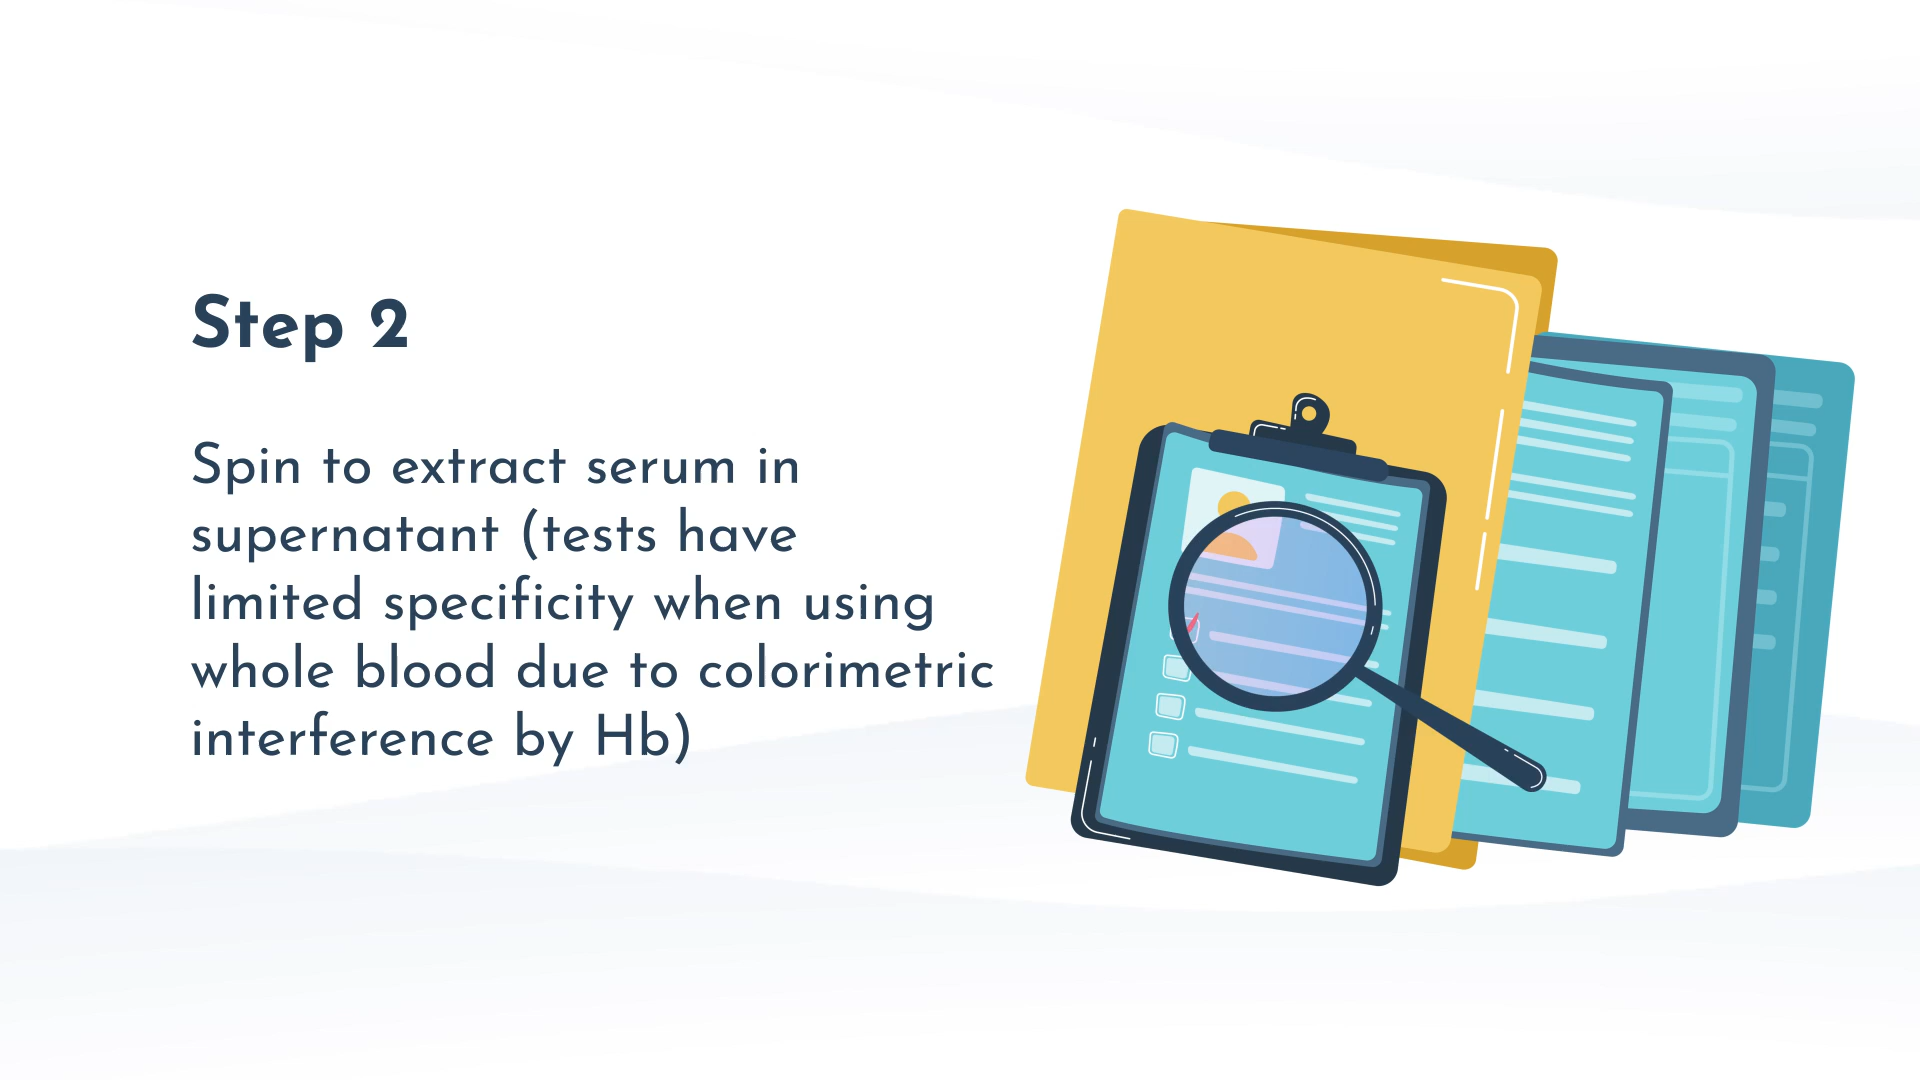 Step 2
Spin to extract serum in
supernatant (tests have
limited specificity when using
whole blood due to colorimetric
interference by Hb)